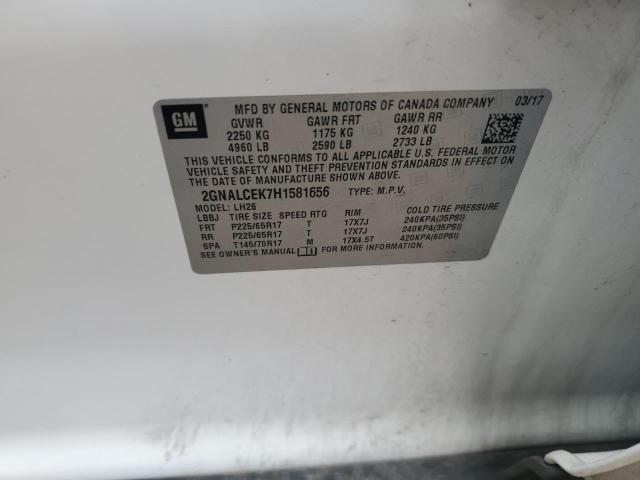 GM
MFD BY GENERAL MOTORS OF CANADA COMPANY 03/17
GVWR GAWR FRT GAWR RR
2250 KG 1175 KG 1240 KG
4960 LB 2590 LB 2733 LB
THIS VEHICLE CONFORMS TO ALL APPLICABLE U.S. FEDERAL MOTOR
VEHICLE SAFETY AND THEFT PREVENTION STANDARDS IN EFFECT
ON THE DATE OF MANUFACTURE SHOWN ABOVE.
2GNALCEK7H1581656 TYPE: M.P.V.
MODEL: LH26
LBBJ TIRE SIZE SPEED RTG RIM COLD TIRE PRESSURE
FRT P225/65R17 T 17X7J 240KPA(35PSI)
RR P225/65R17 T 17X7J 240KPA(35PSI)
SPA T145/70R17 M 17X4.5T 420KPA(60PSI)
SEE OWNER'S MANUAL FOR MORE INFORMATION.